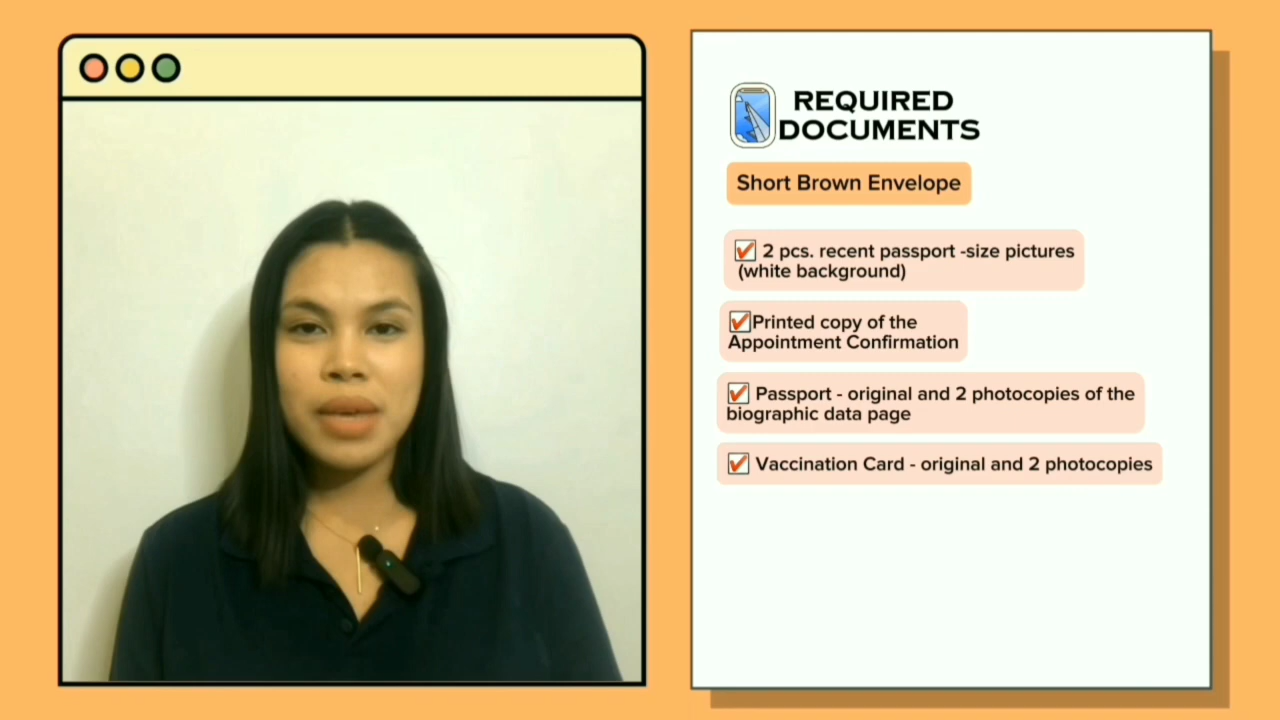 REQUIRED
DOCUMENTS
Short Brown Envelope
2 pcs. recent passport -size pictures
(white background)
Printed copy of the
Appointment Confirmation
Passport - original and 2 photocopies of the
biographic data page
Vaccination Card - original and 2 photocopies